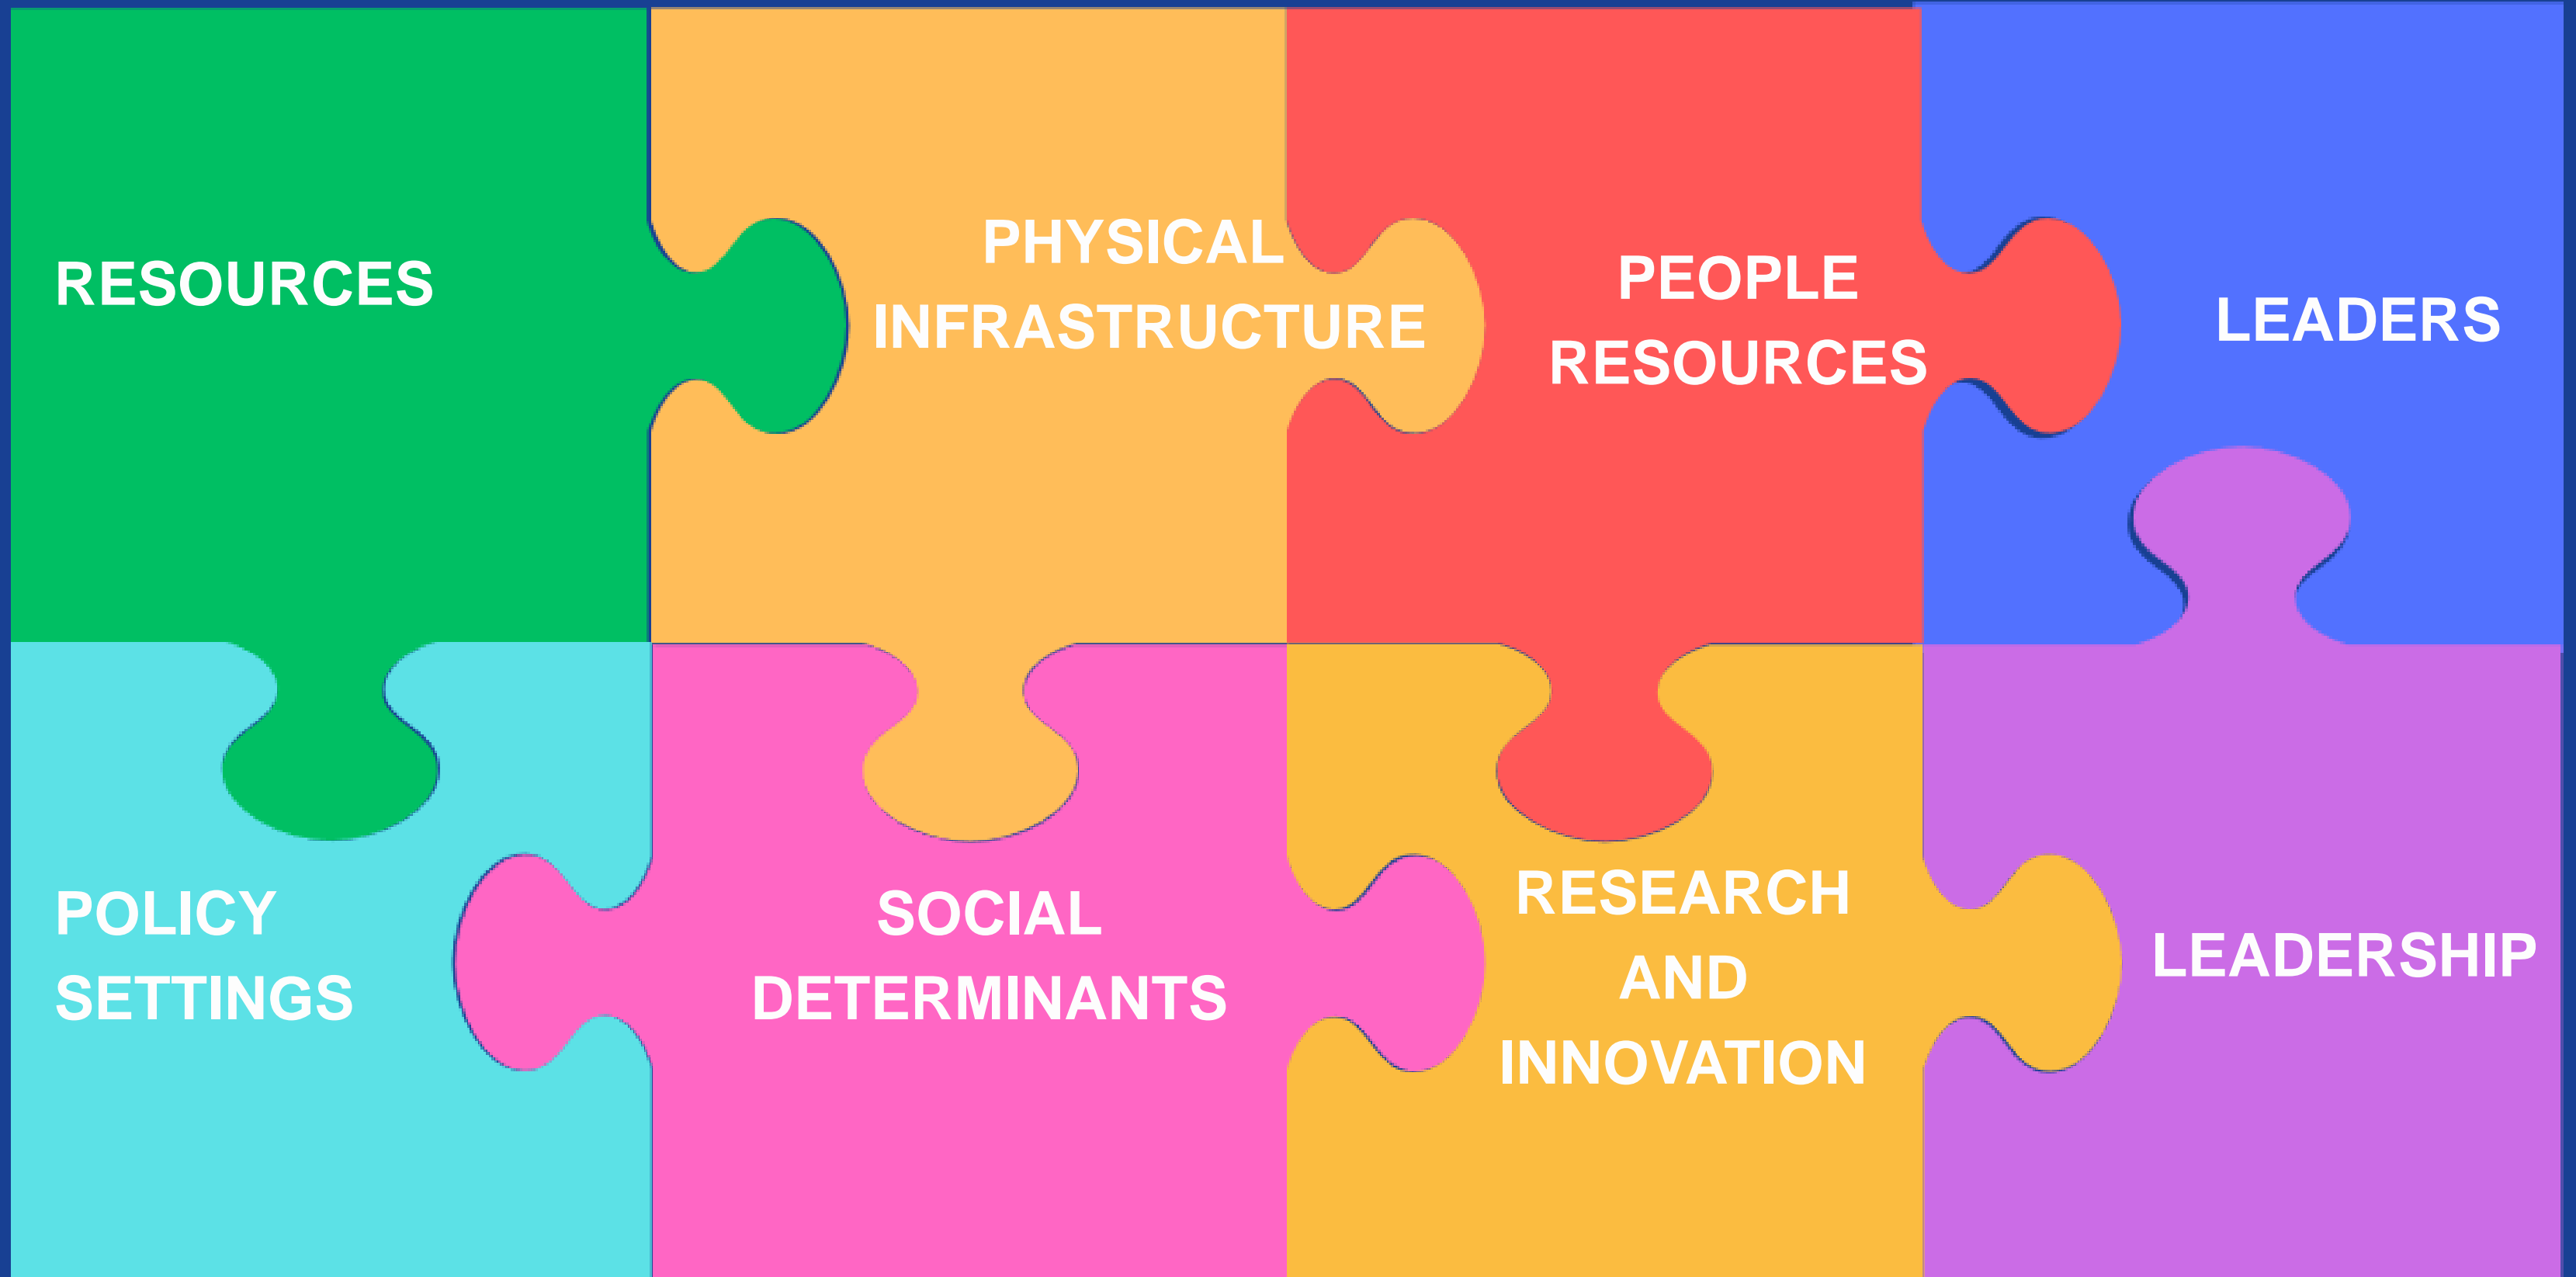 RESOURCES
PHYSICAL
INFRASTRUCTURE
PEOPLE
RESOURCES
LEADERS
POLICY
SETTINGS
SOCIAL
DETERMINANTS
RESEARCH
AND
INNOVATION
LEADERSHIP